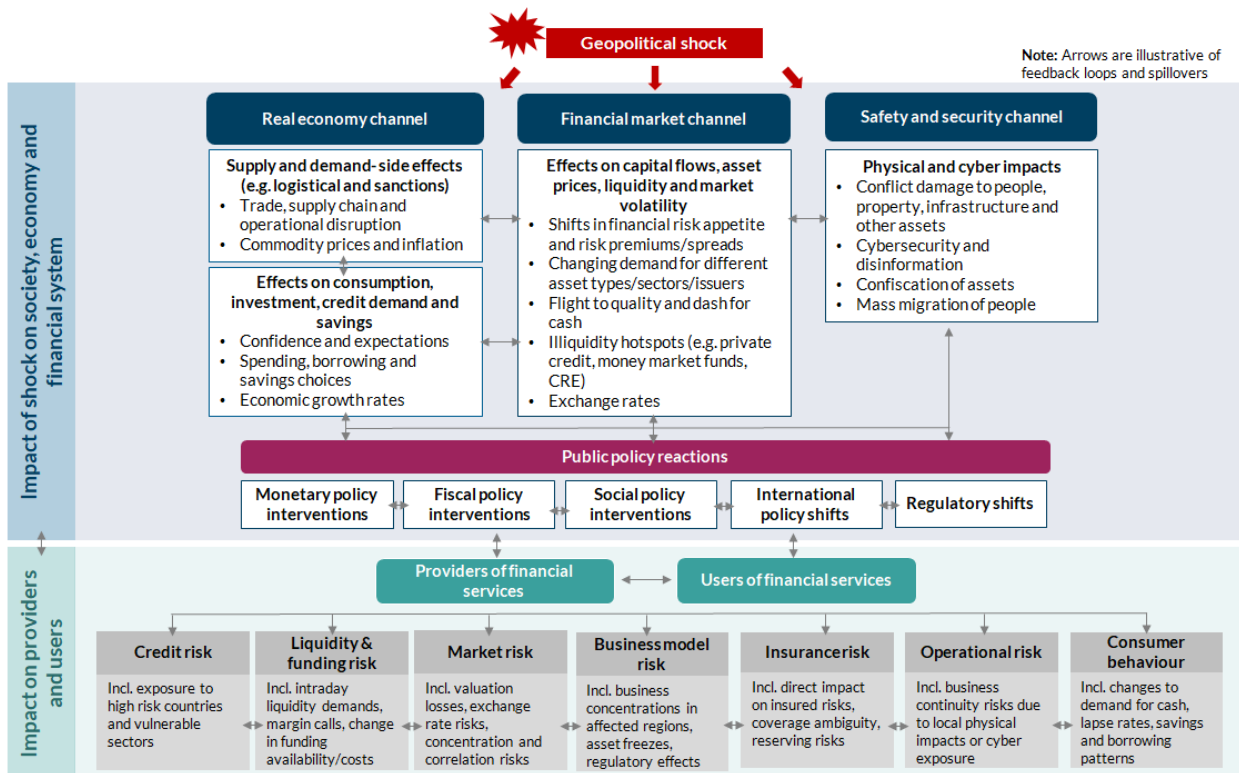 Geopolitical shock
Note: Arrows are illustrative of
feedback loops and spillovers
Impact of shock on society, economy and
financial system
Real economy channel
Financial market channel
Safety and security channel
Supply and demand- side effects
(e.g. logistical and sanctions)
• Trade, supply chain and
operational disruption
• Commodity prices and inflation
Effects on consumption,
investment, credit demand and
savings
• Confidence and expectations
• Spending, borrowing and
savings choices
• Economic growth rates
Effects on capital flows, asset
prices, liquidity and market
volatility
• Shifts in financial risk appetite
and risk premiums/spreads
• Changing demand for different
asset types/sectors/issuers
• Flight to quality and dash for
cash
• Illiquidity hotspots (e.g. private
credit, money market funds,
CRE)
• Exchange rates
Physical and cyber impacts
• Conflict damage to people,
property, infrastructure and
other assets
• Cybersecurity and
disinformation
• Confiscation of assets
• Mass migration of people
Public policy reactions
Monetary policy
interventions
Fiscal policy
interventions
Social policy
interventions
International
policy shifts
Regulatory shifts
Impact on providers
and users
Providers of financial
services
Users of financial services
Credit risk
Incl. exposure to
high risk countries
and vulnerable
sectors
Liquidity &
funding risk
Incl. intraday
liquidity demands,
margin calls, change
in funding
availability/costs
Market risk
Incl. valuation
losses, exchange
rate risks,
concentration and
correlation risks
Business model
risk
Incl. business
concentrations in
affected regions,
asset freezes,
regulatory effects
Insurance risk
Incl. direct impact
on insured risks,
coverage ambiguity,
reserving risks
Operational risk
Incl. business
continuity risks due
to local physical
impacts or cyber
exposure
Consumer
behaviour
Incl. changes to
demand for cash,
lapse rates, savings
and borrowing
patterns